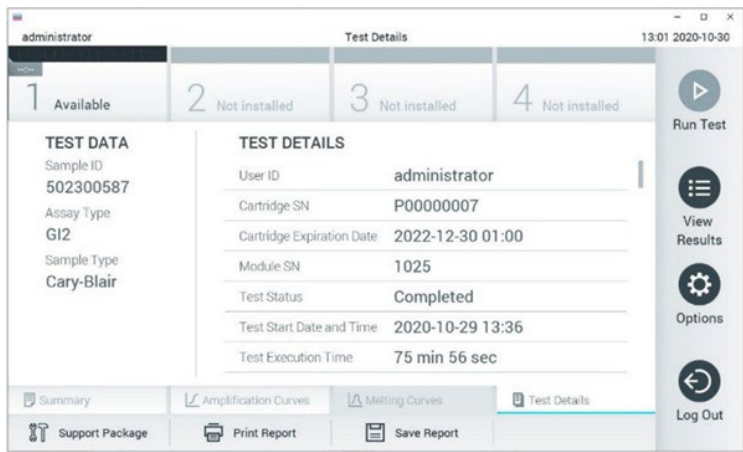 administrator
Test Details
13:01 2020-10-30
1 Available
2 Not installed
3 Not installed
4 Not installed
Run Test
View
Results
Options
Log Out
TEST DATA
Sample ID
502300587
Assay Type
GI2
Sample Type
Cary-Blair
TEST DETAILS
User ID administrator
Cartridge SN P00000007
Cartridge Expiration Date 2022-12-30 01:00
Module SN 1025
Test Status Completed
Test Start Date and Time 2020-10-29 13:36
Test Execution Time 75 min 56 sec
Summary
Amplification Curves
Melting Curves
Test Details
Support Package
Print Report
Save Report